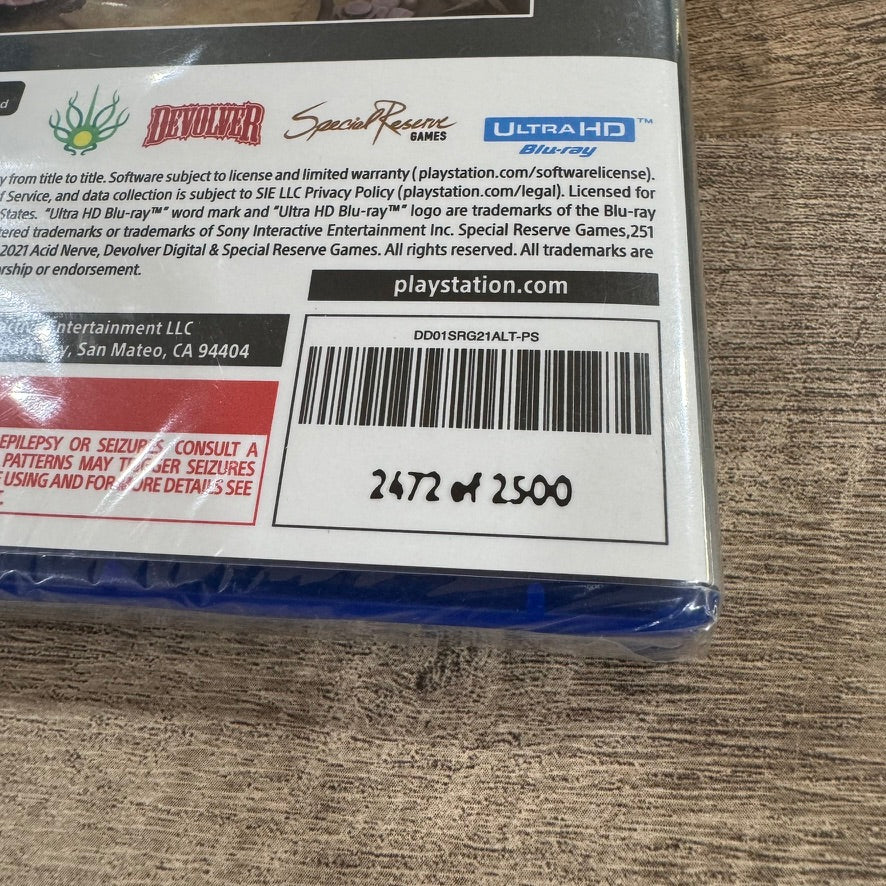 d
DEVOLVER
Special Reserve
GAMES
ULTRA HD™
Blu-ray
y from title to title. Software subject to license and limited warranty (playstation.com/softwarelicense).
f Service, and data collection is subject to SIE LLC Privacy Policy (playstation.com/legal). Licensed for
States. “Ultra HD Blu-ray™” word mark and “Ultra HD Blu-ray™” logo are trademarks of the Blu-ray
ered trademarks or trademarks of Sony Interactive Entertainment Inc. Special Reserve Games,251
2021 Acid Nerve, Devolver Digital & Special Reserve Games. All rights reserved. All trademarks are
rship or endorsement.
playstation.com
Entertainment LLC
San Mateo, CA 94404
DD01SRG21ALT-PS
EPILEPSY OR SEIZURES CONSULT A
PATTERNS MAY TRIGGER SEIZURES
USING AND FOR MORE DETAILS SEE
2472 of 2500